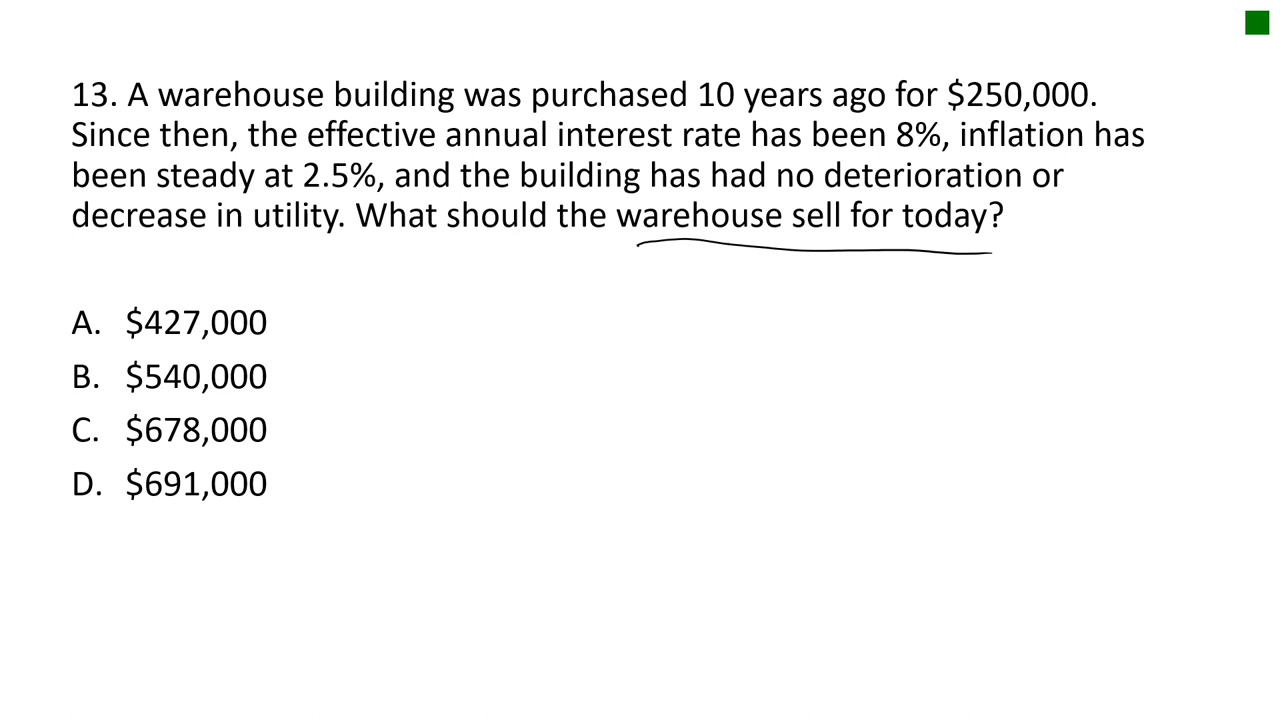 13. A warehouse building was purchased 10 years ago for $250,000.
Since then, the effective annual interest rate has been 8%, inflation has
been steady at 2.5%, and the building has had no deterioration or
decrease in utility. What should the warehouse sell for today?
A. $427,000
B. $540,000
C. $678,000
D. $691,000